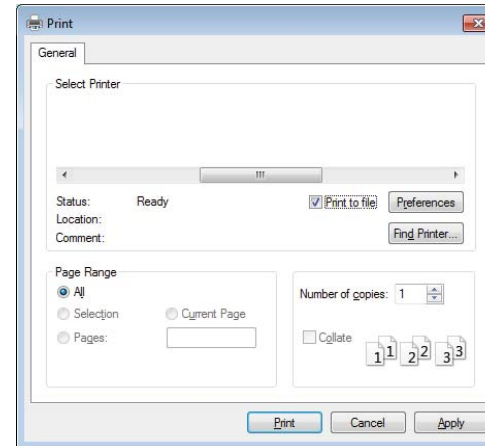 Print
General
Select Printer
Status: Ready
Print to file
Preferences
Location:
Comment:
Find Printer...
Page Range
All
Selection
Current Page
Pages:
Number of copies: 1
Collate
1 1 2 2 3 3
Print Cancel Apply